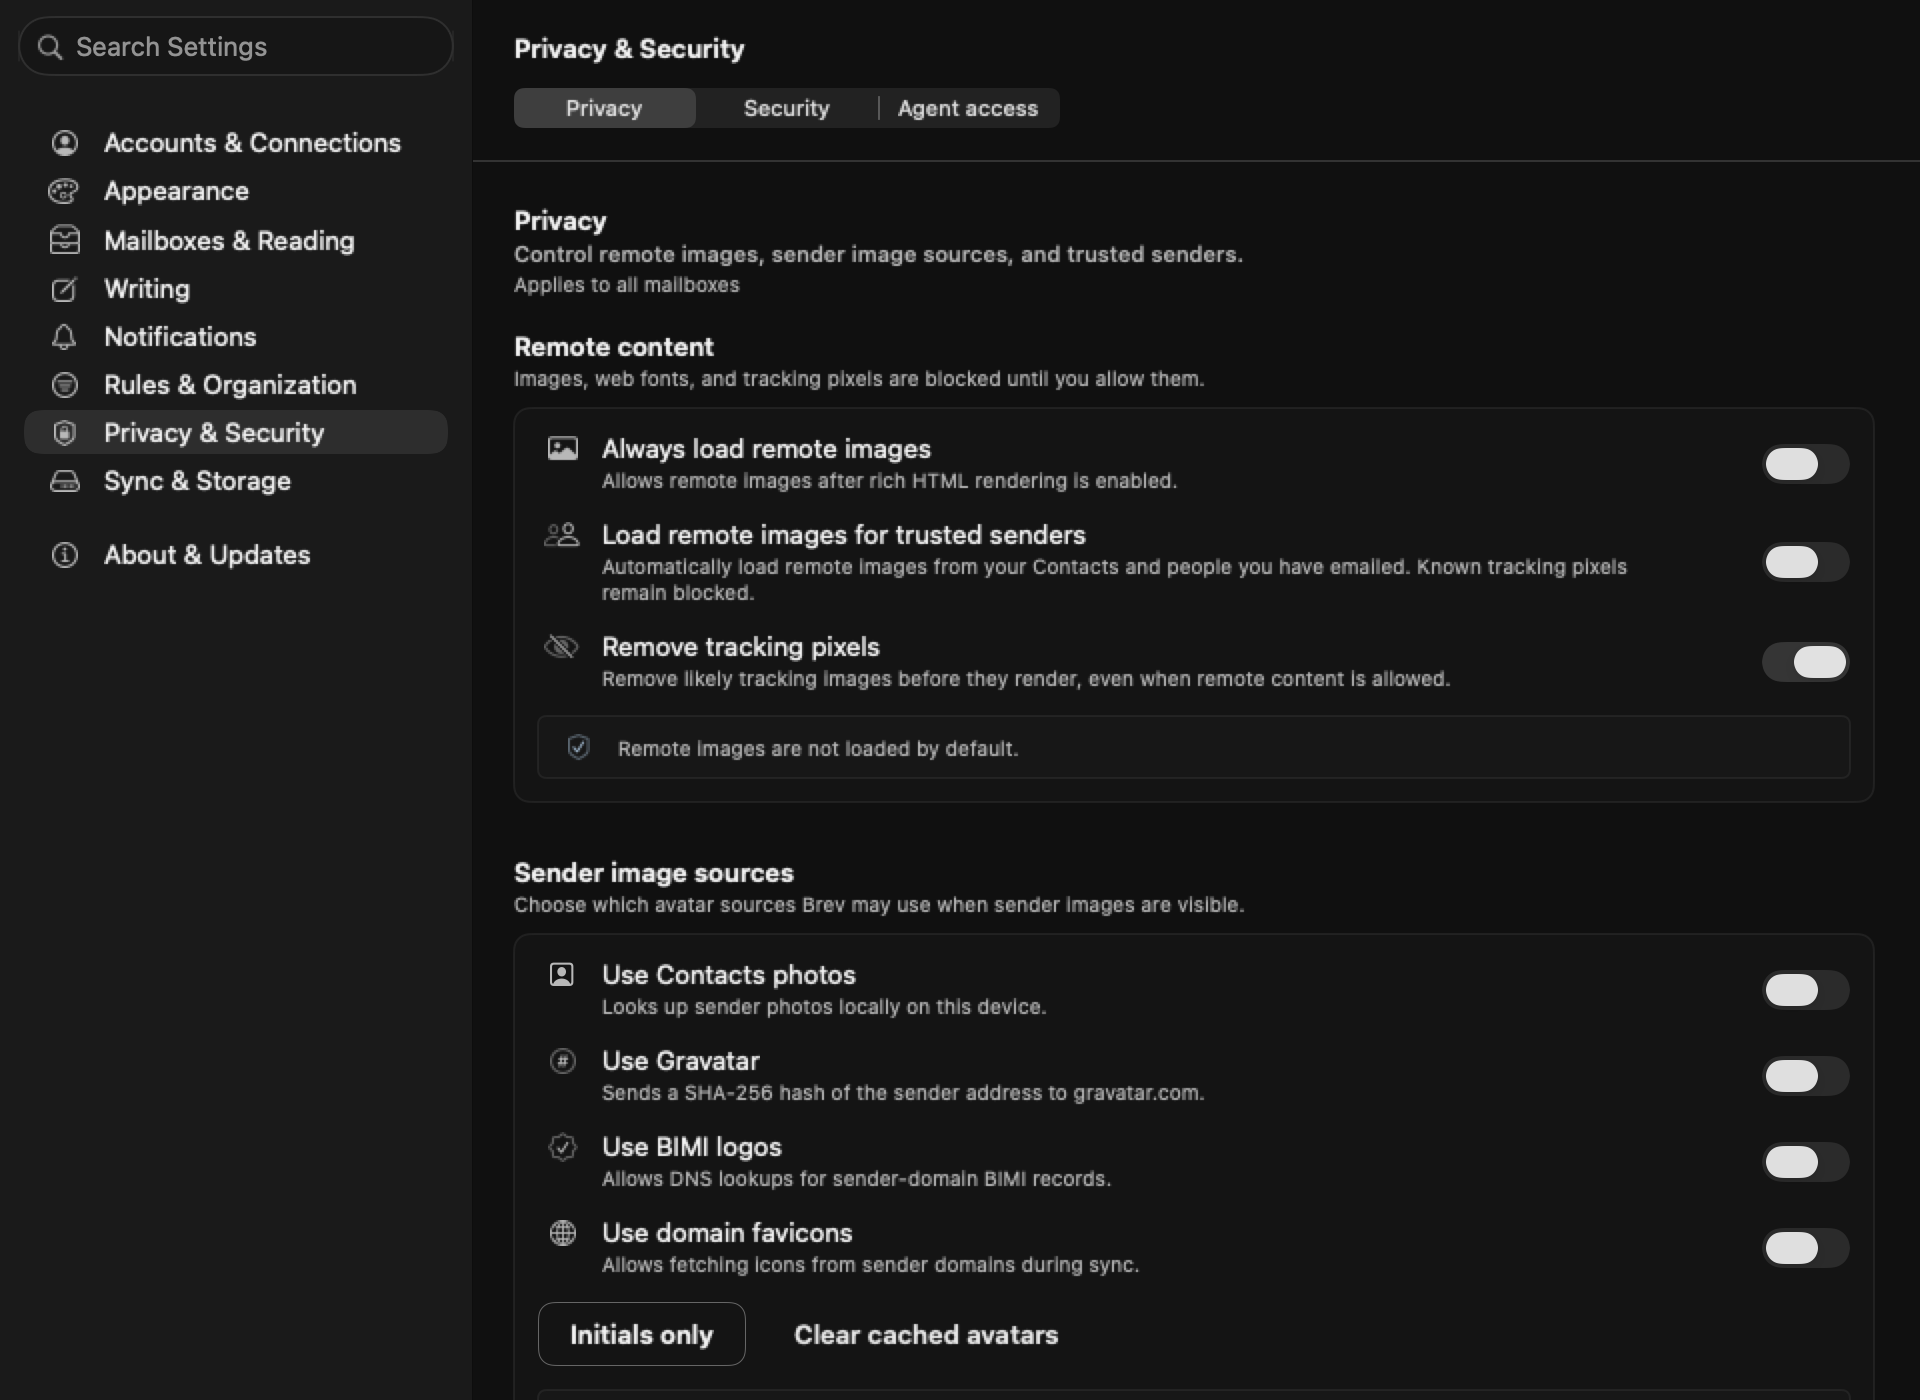 Search Settings
Accounts & Connections
Appearance
Mailboxes & Reading
Writing
Notifications
Rules & Organization
Privacy & Security
Sync & Storage
About & Updates
Privacy & Security
Privacy
Security
Agent access
Privacy
Control remote images, sender image sources, and trusted senders.
Applies to all mailboxes
Remote content
Images, web fonts, and tracking pixels are blocked until you allow them.
Always load remote images
Allows remote images after rich HTML rendering is enabled.
Load remote images for trusted senders
Automatically load remote images from your Contacts and people you have emailed. Known tracking pixels
remain blocked.
Remove tracking pixels
Remove likely tracking images before they render, even when remote content is allowed.
Remote images are not loaded by default.
Sender image sources
Choose which avatar sources Brev may use when sender images are visible.
Use Contacts photos
Looks up sender photos locally on this device.
Use Gravatar
Sends a SHA-256 hash of the sender address to gravatar.com.
Use BIMI logos
Allows DNS lookups for sender-domain BIMI records.
Use domain favicons
Allows fetching icons from sender domains during sync.
Initials only
Clear cached avatars